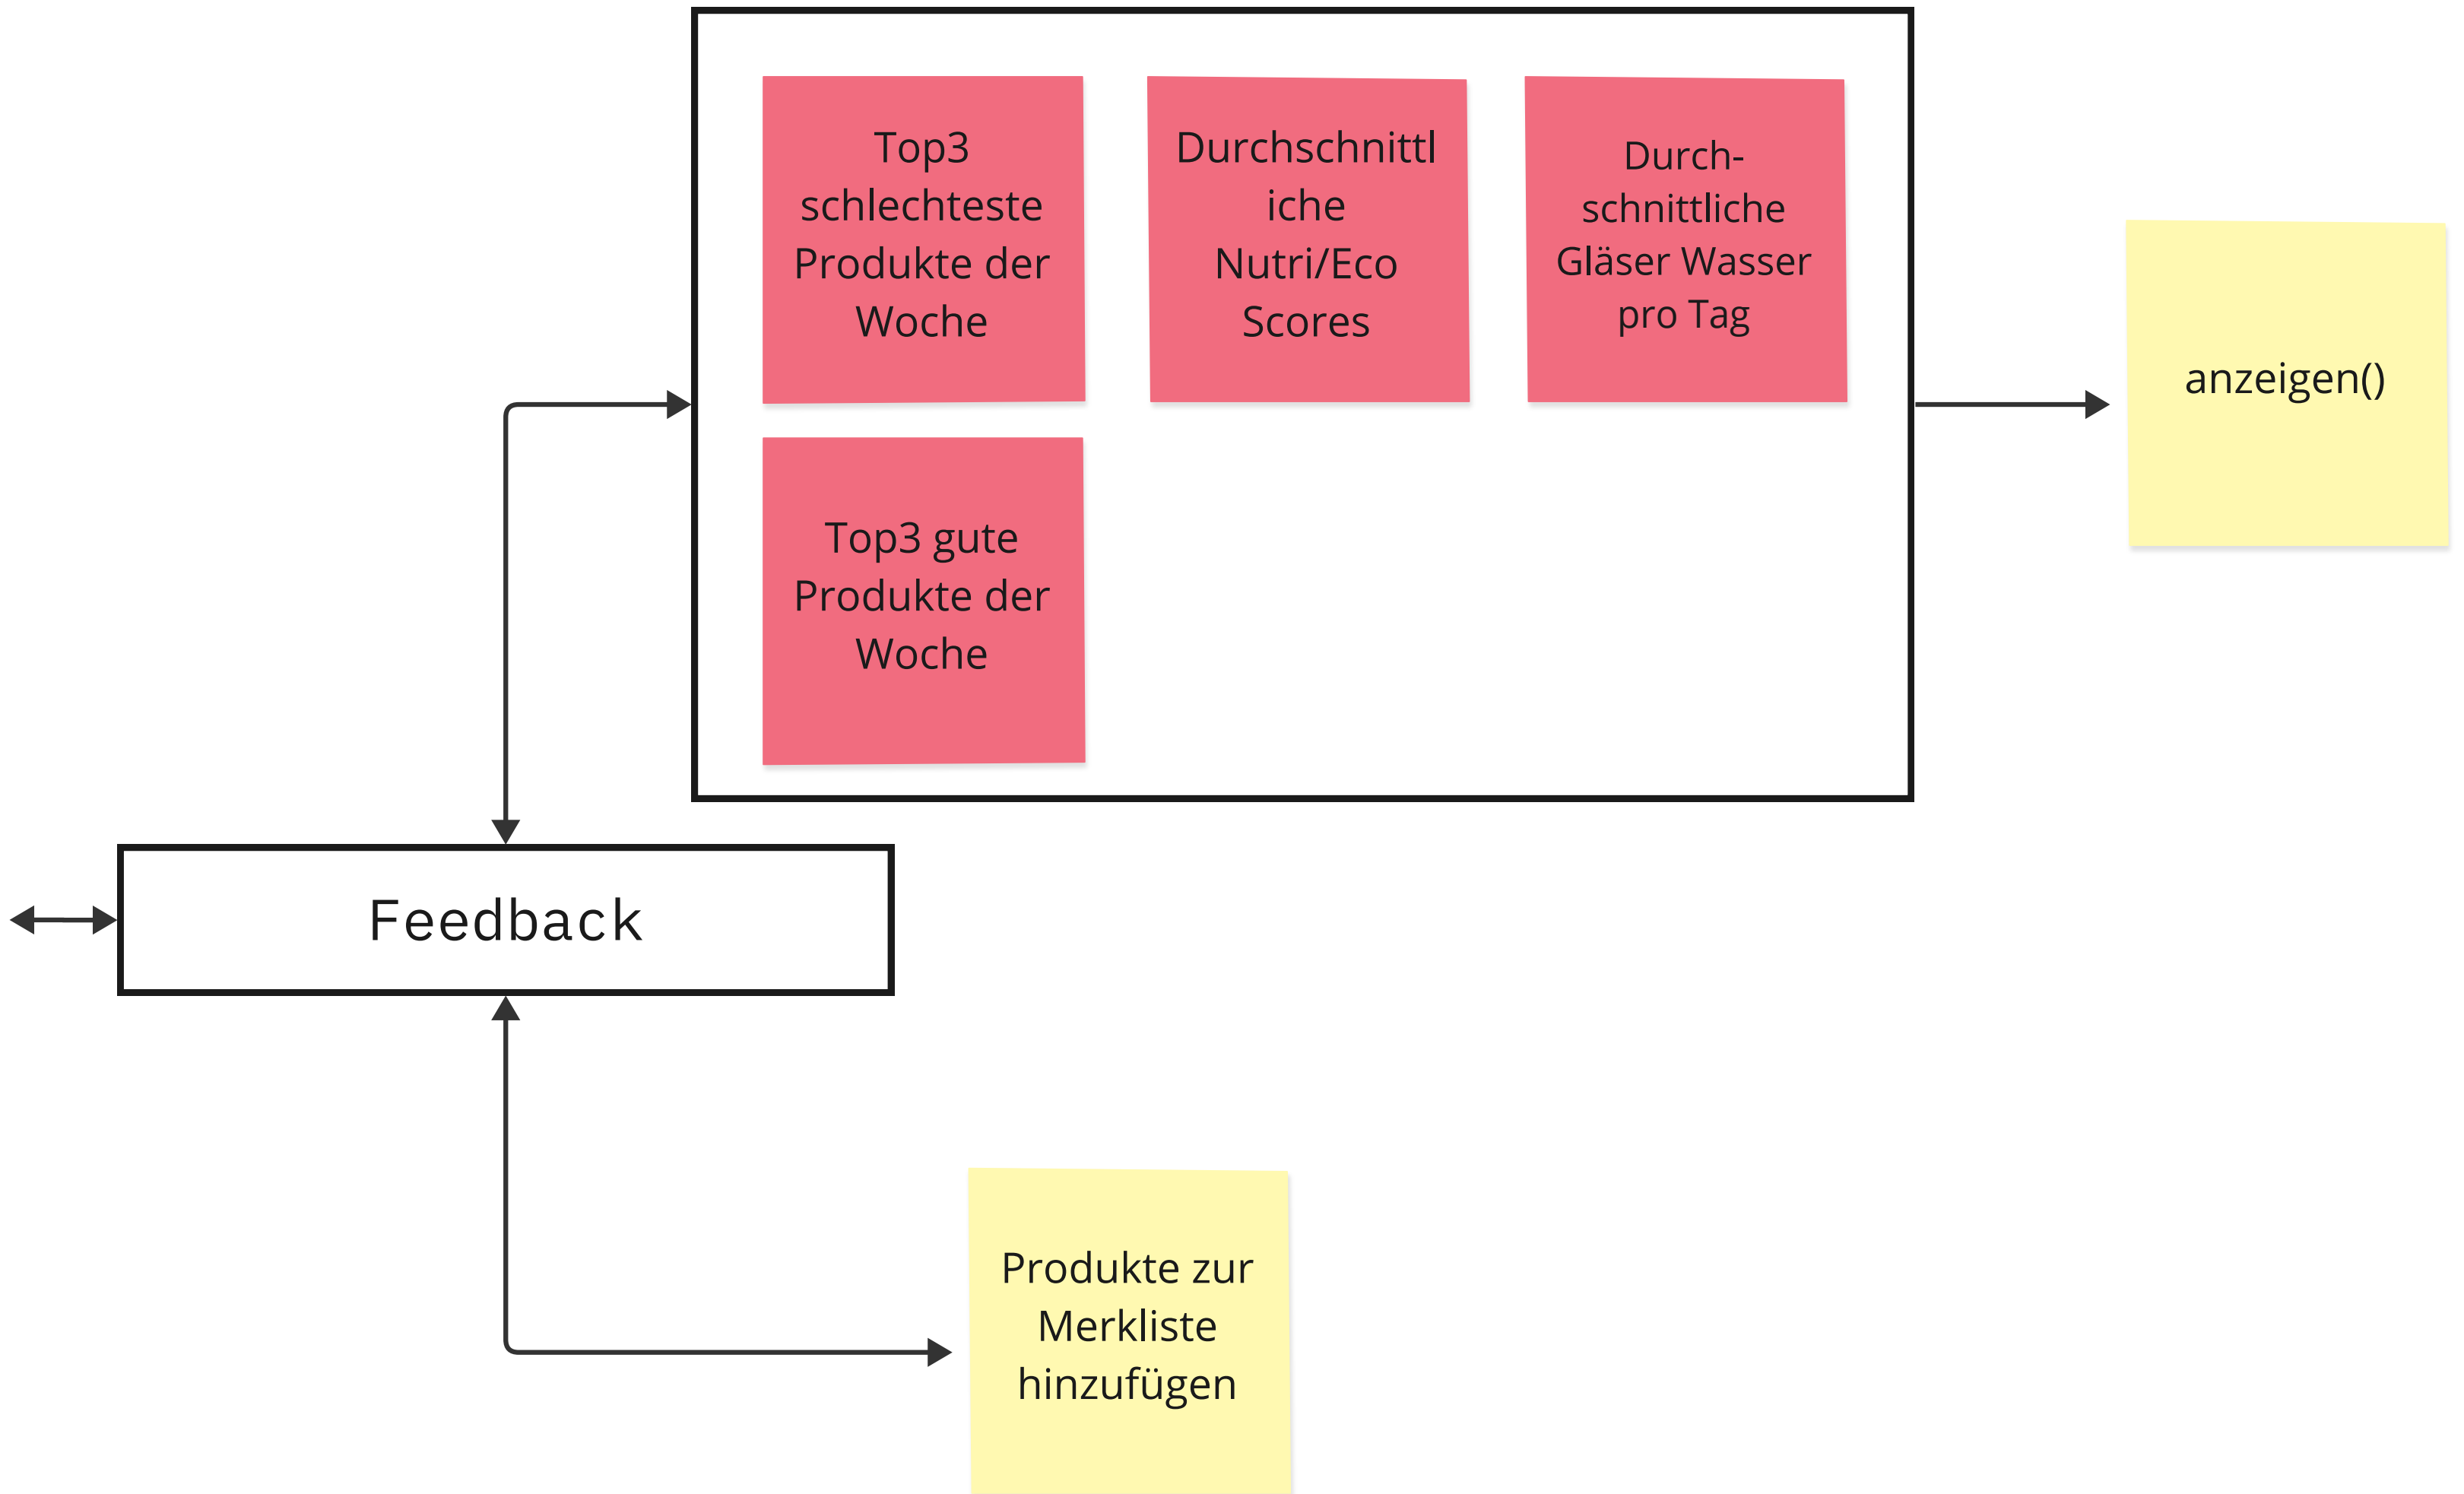 Top3
schlechteste
Produkte der
Woche
Durchschnittl
iche
Nutri/Eco
Scores
Durch-
schnittliche
Gläser Wasser
pro Tag
anzeigen()
Top3 gute
Produkte der
Woche
Feedback
Produkte zur
Merkliste
hinzufügen